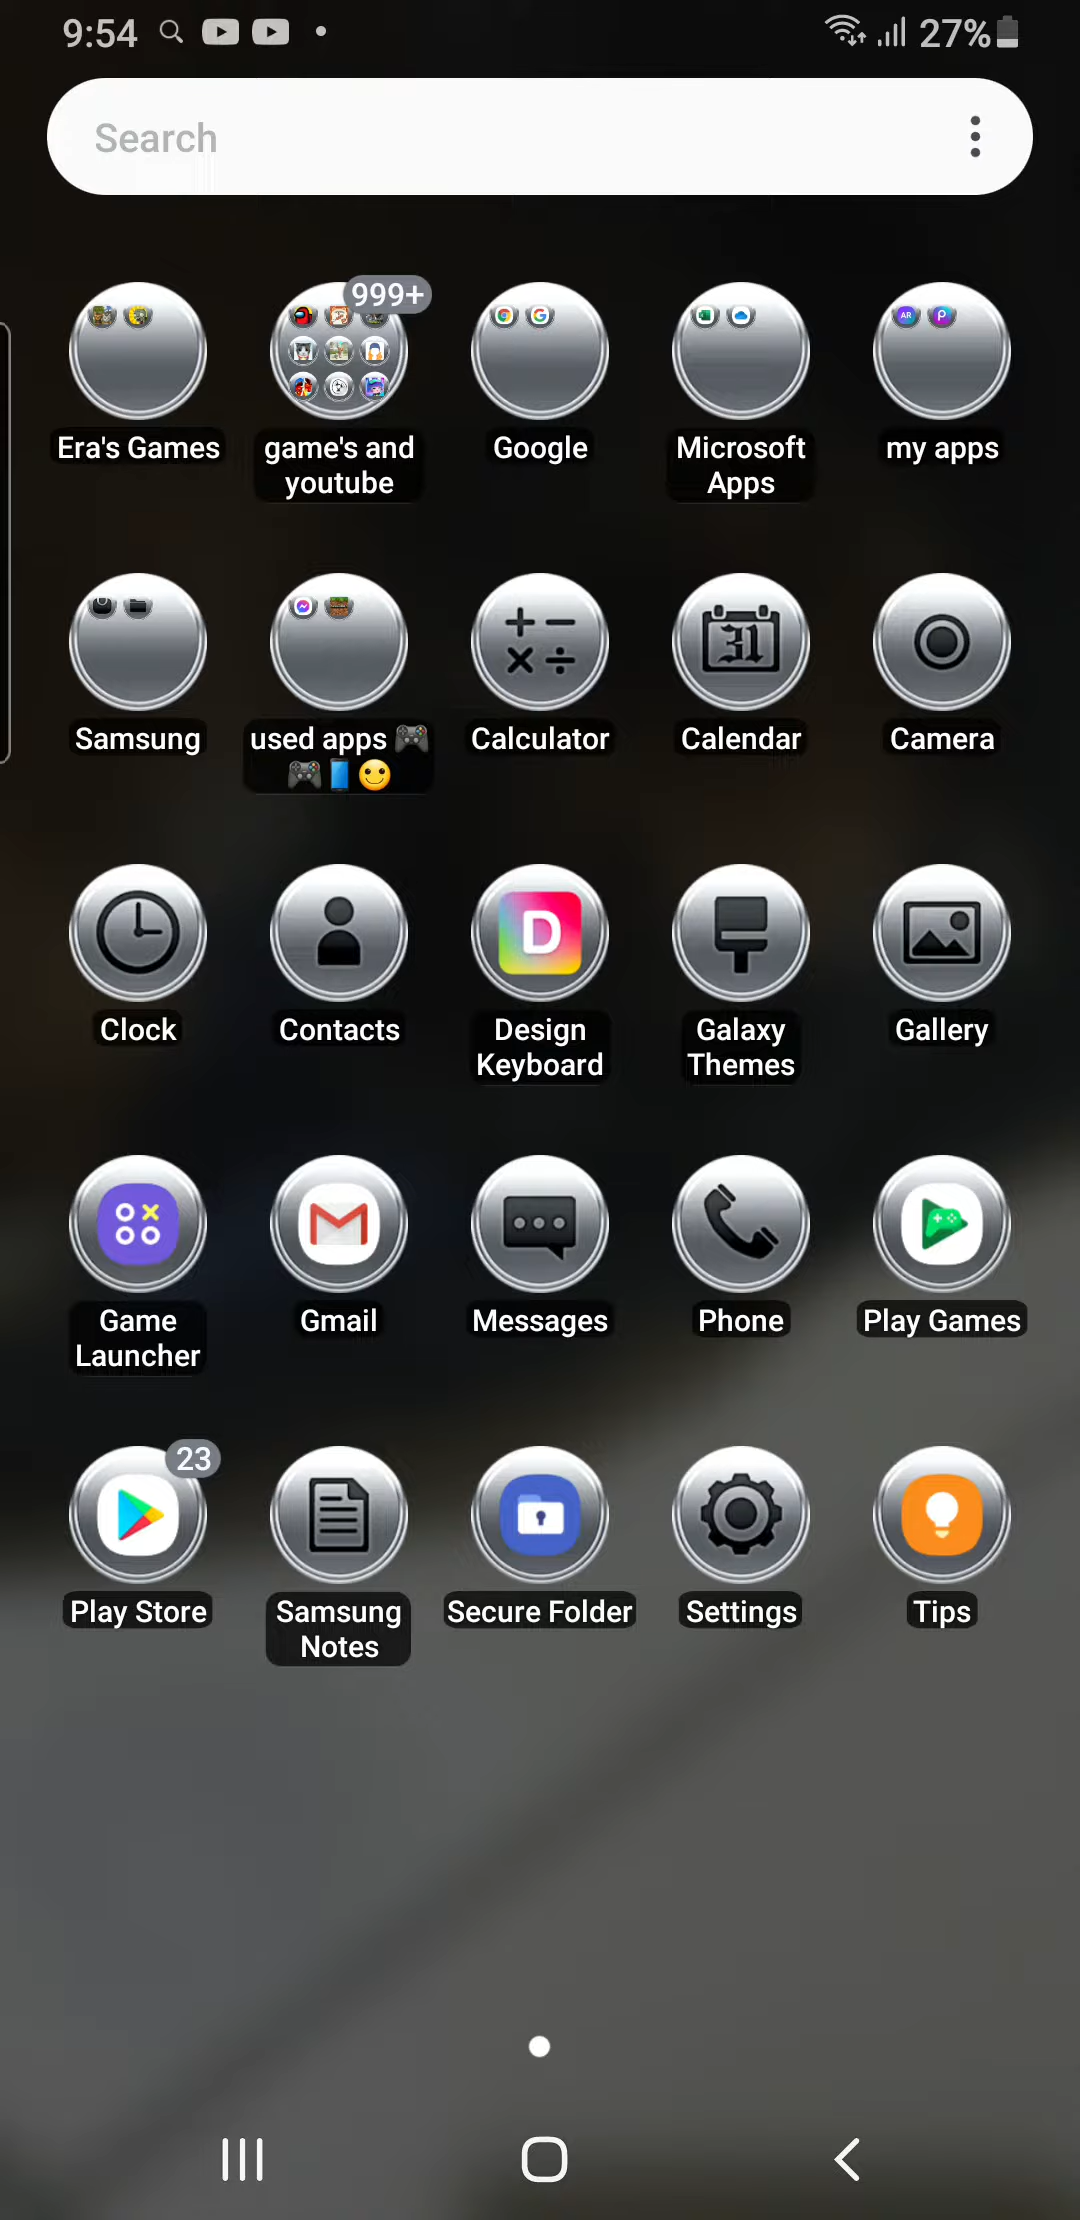 9:54 27%
Search
999+
Era's Games
game's and
youtube
Google
Microsoft
Apps
my apps
Samsung
used apps 🎮
🎮📱🙂
Calculator
31
Calendar
Camera
Clock
Contacts
D
Design
Keyboard
Galaxy
Themes
Gallery
Game
Launcher
Gmail
Messages
Phone
Play Games
23
Play Store
Samsung
Notes
Secure Folder
Settings
Tips